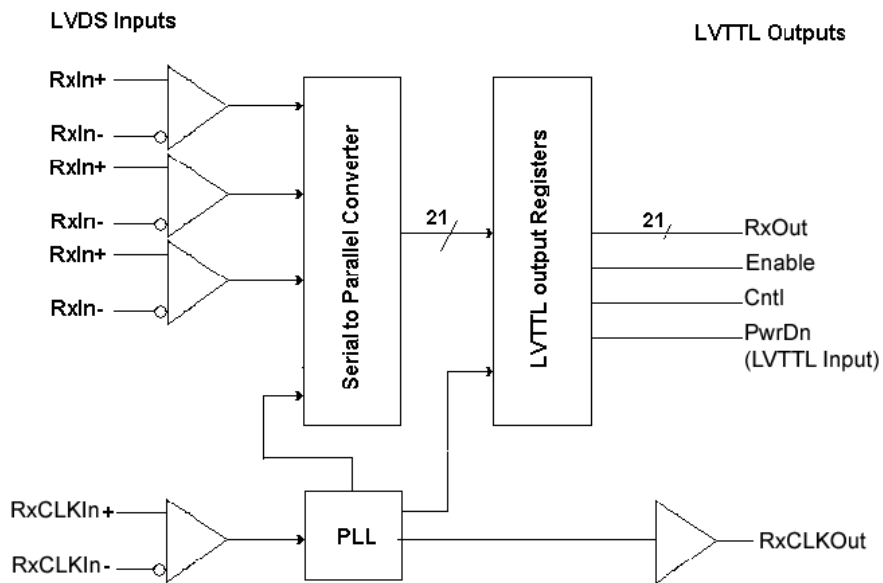 LVDS Inputs
LVTTL Outputs
RxIn+
RxIn-
RxIn+
RxIn-
RxIn+
RxIn-
Serial to Parallel Converter
21
LVTTL output Registers
21
RxOut
Enable
Cntl
PwrDn
(LVTTL Input)
RxCLKIn+
RxCLKIn-
PLL
RxCLKOut